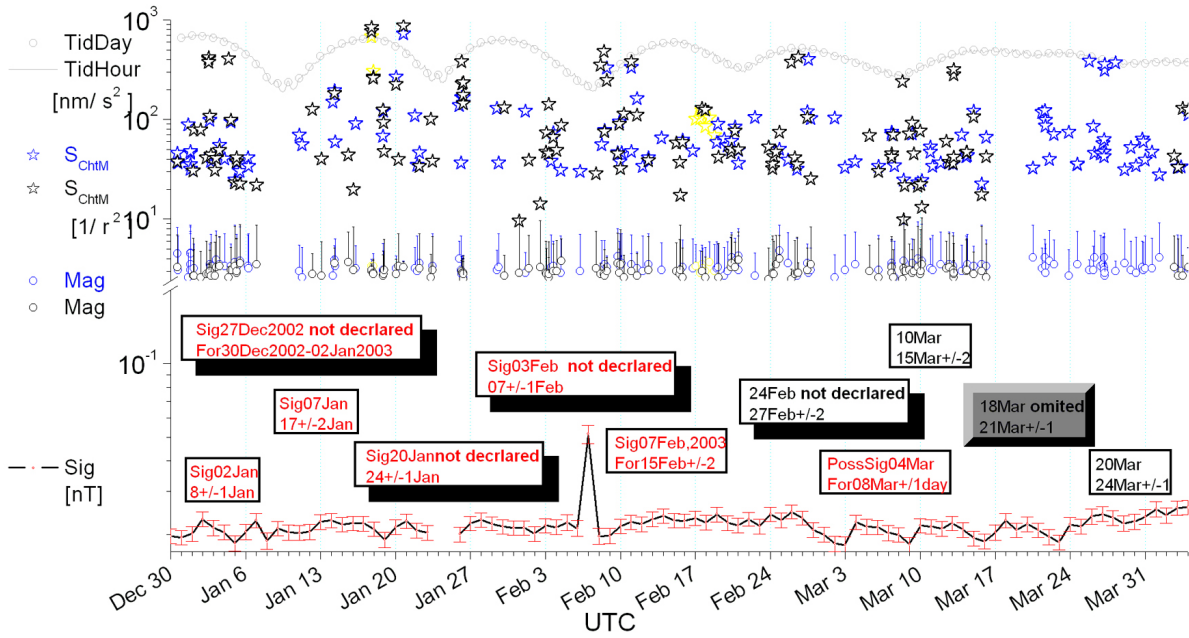 10³
TidDay
TidHour
[nm/ s²]
10²
S_ChtM
S_ChtM
[1/ r²]
10¹
Mag
Mag
Sig27Dec2002 not decrlared
For30Dec2002-02Jan2003
10Mar
15Mar+/-2
10⁻¹
Sig03Feb not decrlared
07+/-1Feb
24Feb not decrlared
27Feb+/-2
18Mar omited
21Mar+/-1
Sig07Jan
17+/-2Jan
Sig07Feb,2003
For15Feb+/-2
Sig20Jannot decrlared
24+/-1Jan
PossSig04Mar
For08Mar+/1day
20Mar
24Mar+/-1
Sig02Jan
8+/-1Jan
Sig
[nT]
Dec 30
Jan 6
Jan 13
Jan 20
Jan 27
Feb 3
Feb 10
Feb 17
Feb 24
Mar 3
Mar 10
Mar 17
Mar 24
Mar 31
UTC